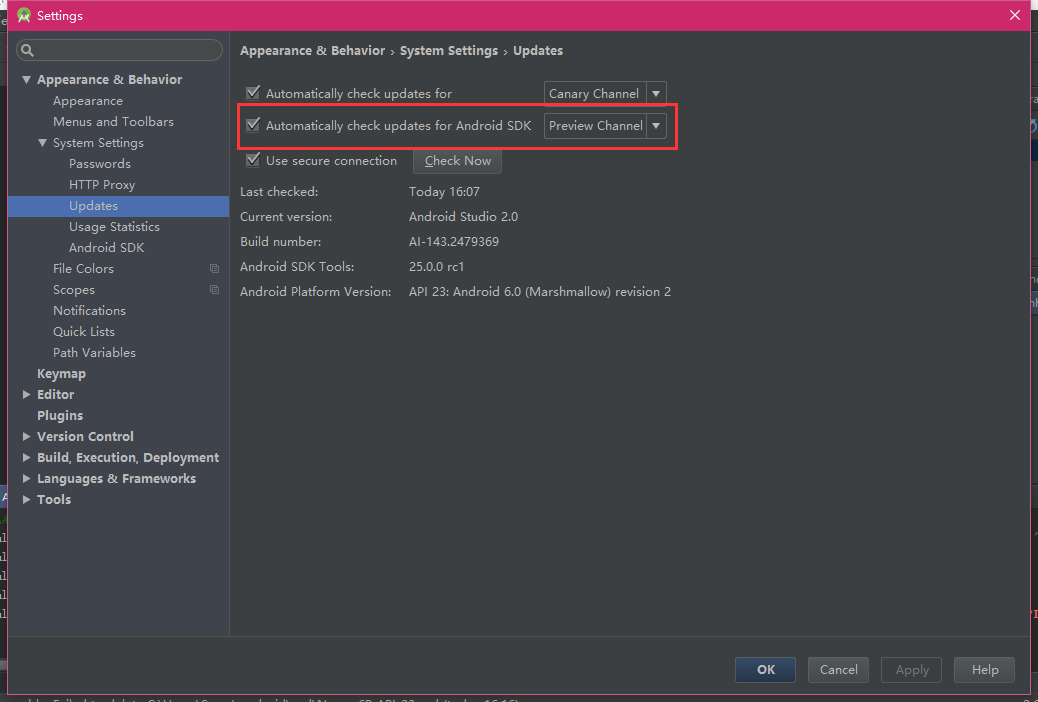 Settings
Appearance & Behavior › System Settings › Updates
Appearance & Behavior
Appearance
Menus and Toolbars
System Settings
Passwords
HTTP Proxy
Updates
Usage Statistics
Android SDK
File Colors
Scopes
Notifications
Quick Lists
Path Variables
Keymap
Editor
Plugins
Version Control
Build, Execution, Deployment
Languages & Frameworks
Tools
Automatically check updates for Canary Channel
Automatically check updates for Android SDK Preview Channel
Use secure connection Check Now
Last checked: Today 16:07
Current version: Android Studio 2.0
Build number: AI-143.2479369
Android SDK Tools: 25.0.0 rc1
Android Platform Version: API 23: Android 6.0 (Marshmallow) revision 2
OK Cancel Apply Help